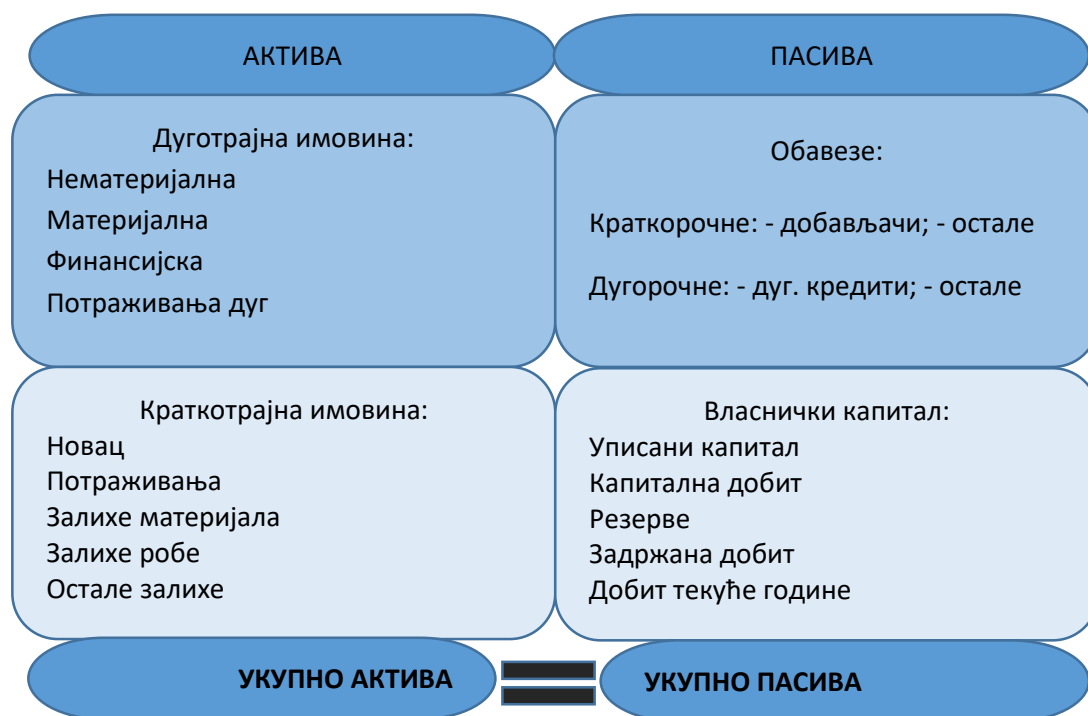 АКТИВА
ПАСИВА
Дуготрајна имовина:
Нематеријална
Материјална
Финансијска
Потраживања дуг
Обавезе:
Краткорочне: - добављачи; - остале
Дугорочне: - дуг. кредити; - остале
Краткотрајна имовина:
Новац
Потраживања
Залихе материјала
Залихе робе
Остале залихе
Власнички капитал:
Уписани капитал
Капитална добит
Резерве
Задржана добит
Добит текуће године
УКУПНО АКТИВА
УКУПНО ПАСИВА